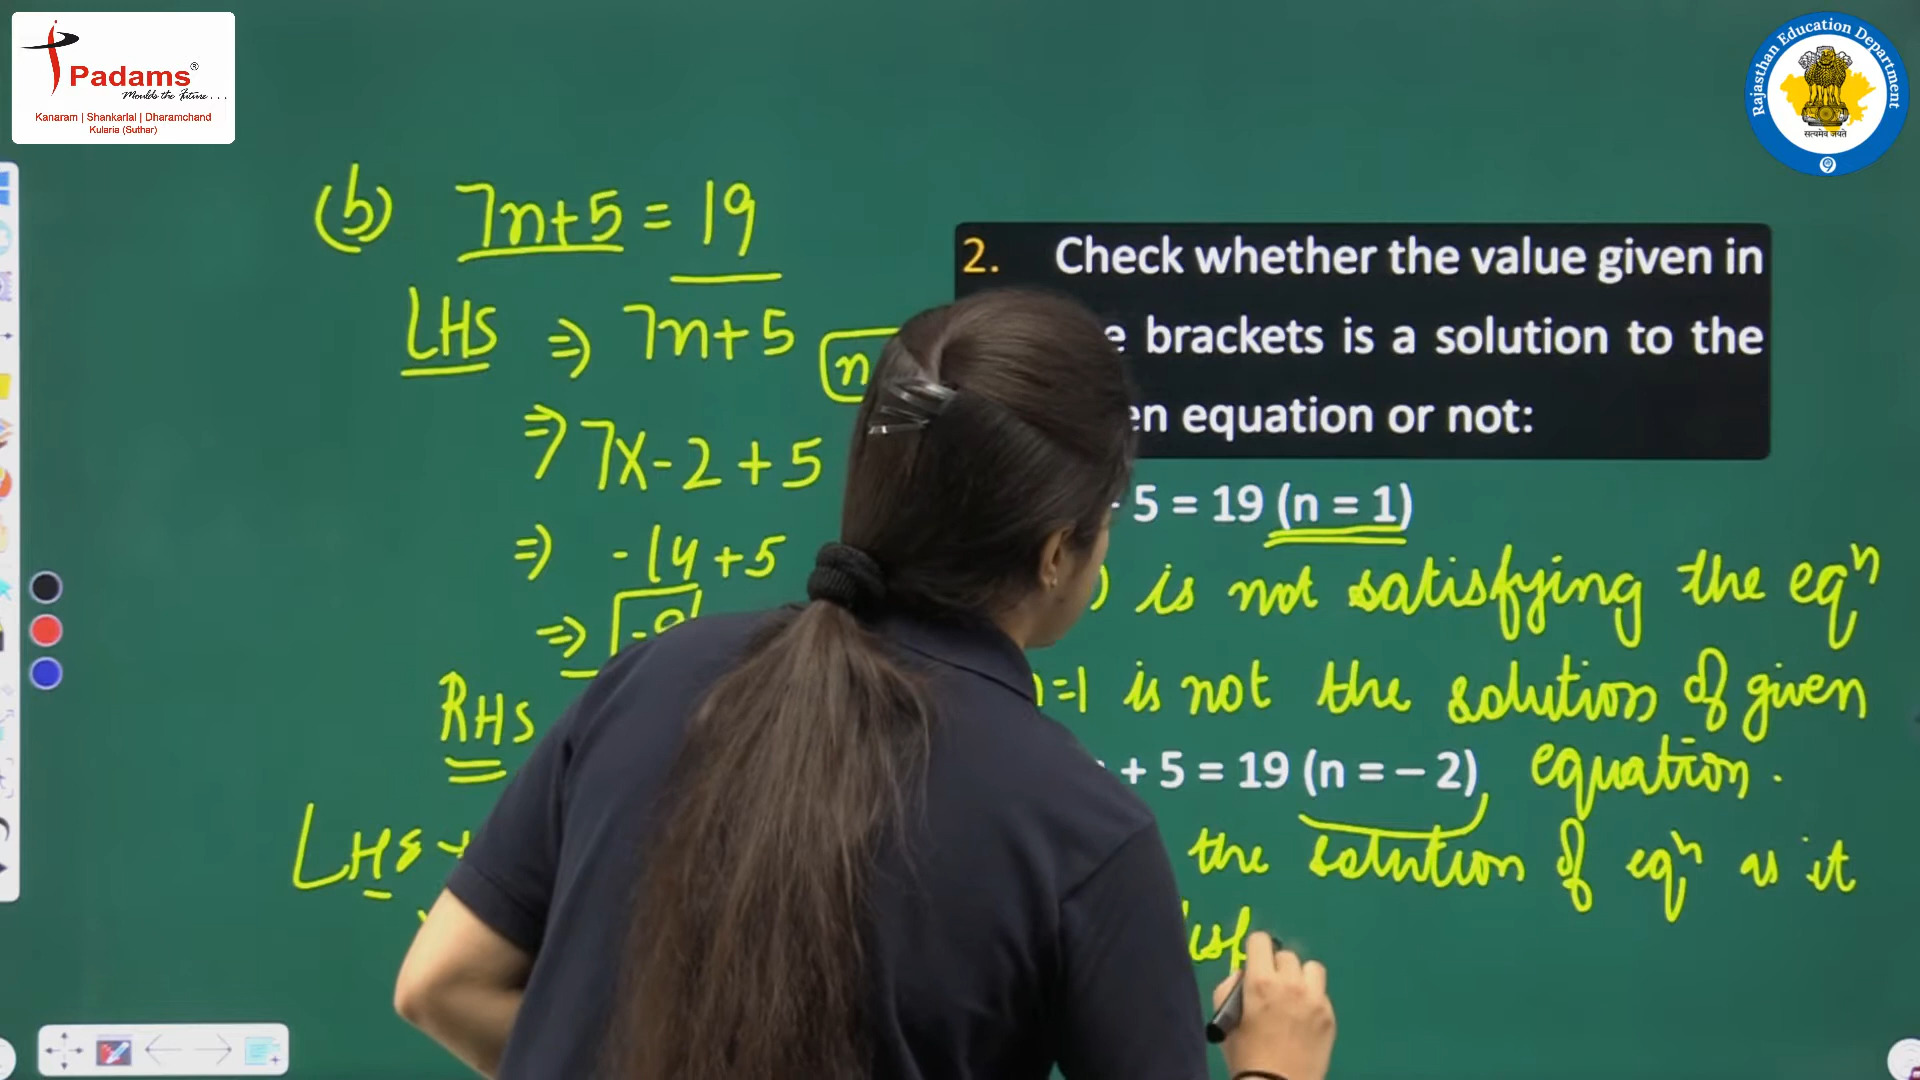 Padams®
Moulds the Future . . .
Kanaram | Shankarlal | Dharamchand
Kularia (Suthar)
Rajasthan Education Department
सत्यमेव जयते
(b) 7n+5 = 19
LHS ⇒ 7n+5
n
⇒ 7x-2+5
⇒ -14+5
⇒
RHS
LHS
2. Check whether the value given in
brackets is a solution to the
equation or not:
5 = 19 (n = 1)
is not satisfying the eqⁿ
=1 is not the solution of given
equation.
+ 5 = 19 (n = – 2)
the solution of eqⁿ as it